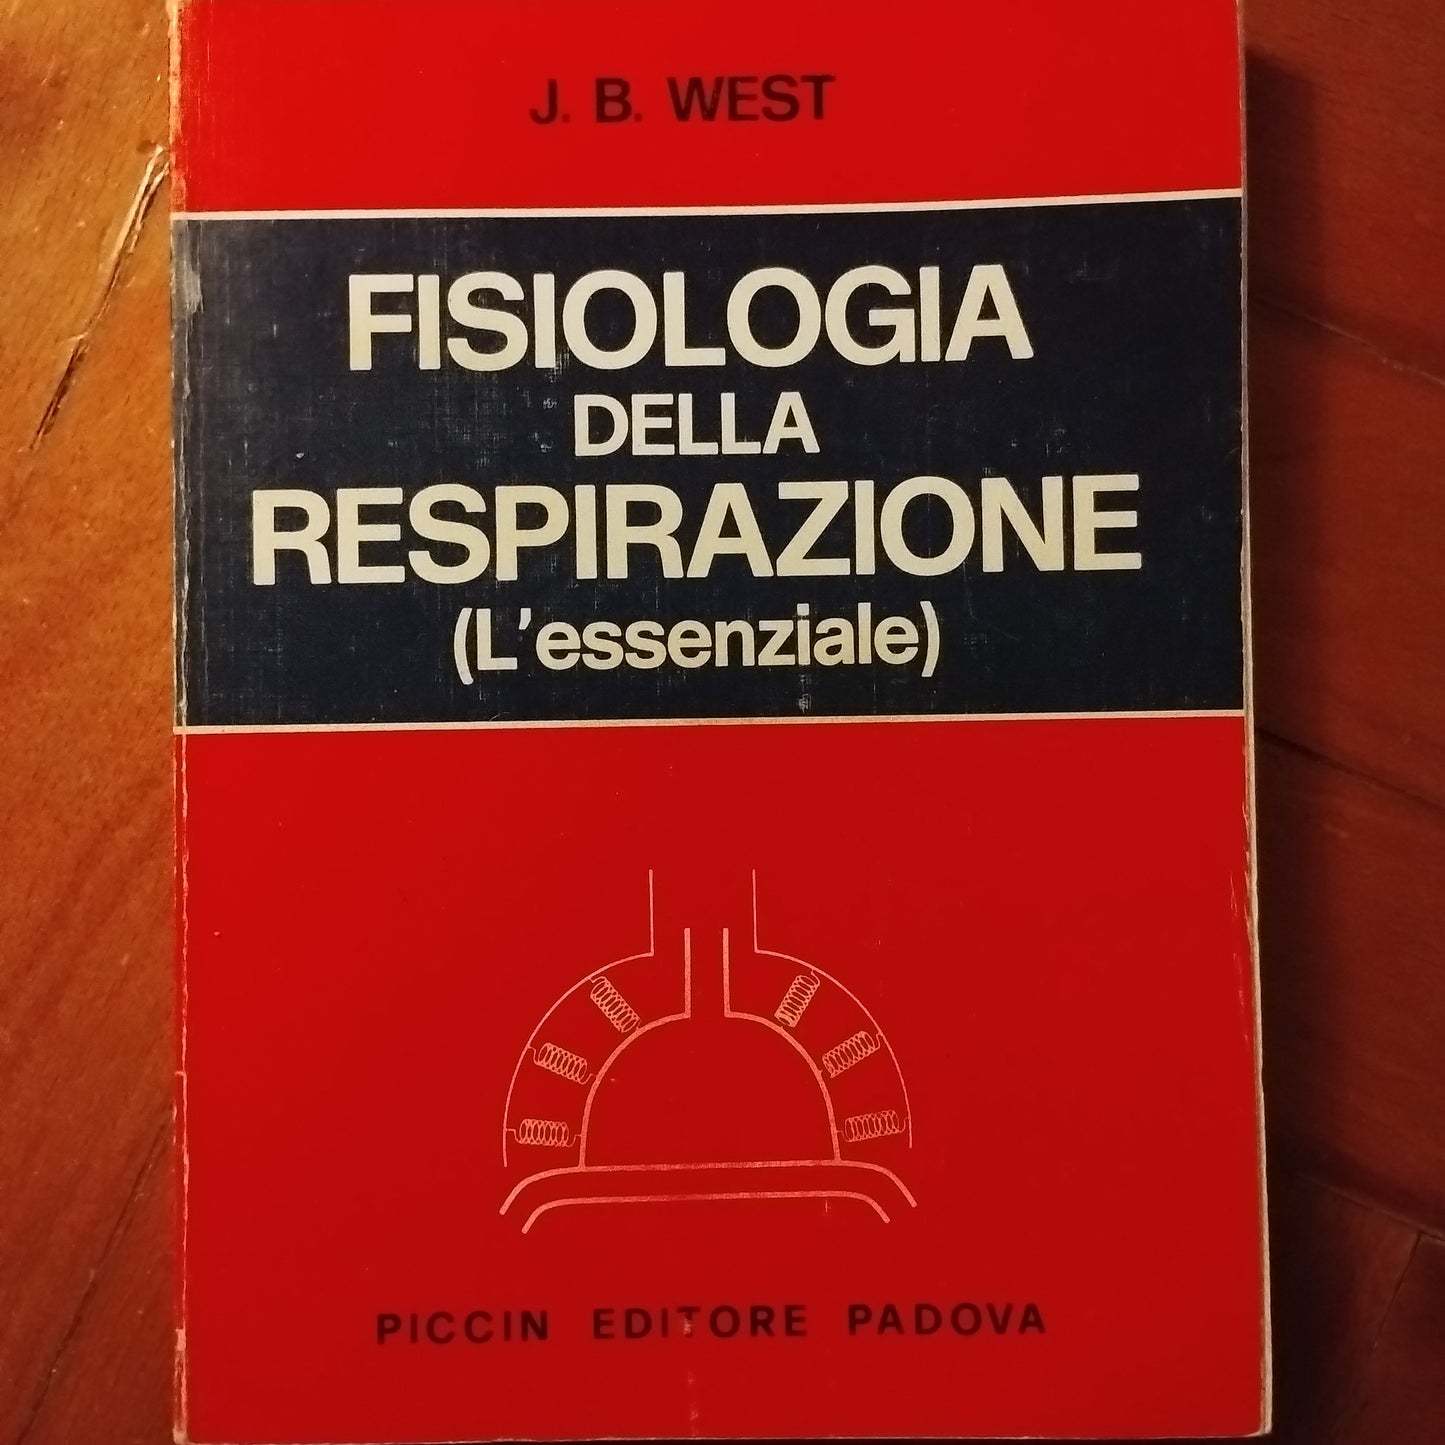 J. B. WEST
FISIOLOGIA
DELLA
RESPIRAZIONE
(L'essenziale)
PICCIN EDITORE PADOVA